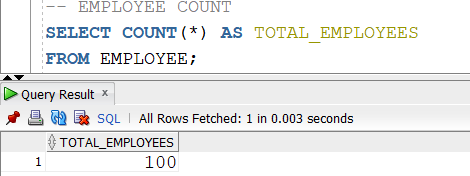 -- EMPLOYEE COUNT
SELECT COUNT(*) AS TOTAL_EMPLOYEES
FROM EMPLOYEE;
Query Result x
SQL | All Rows Fetched: 1 in 0.003 seconds
TOTAL_EMPLOYEES
1 100